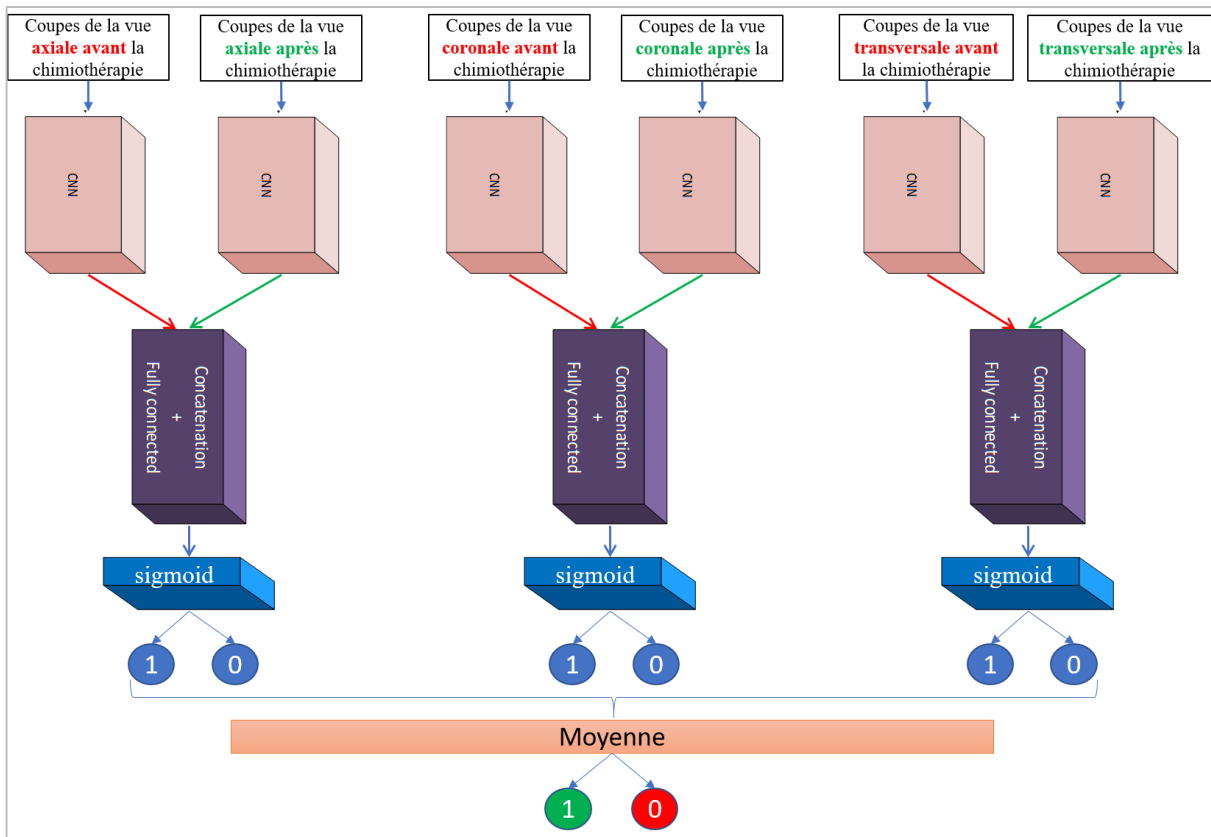 Coupes de la vue
axiale avant la
chimiothérapie
Coupes de la vue
axiale après la
chimiothérapie
Coupes de la vue
coronale avant la
chimiothérapie
Coupes de la vue
coronale après la
chimiothérapie
Coupes de la vue
transversale avant
la chimiothérapie
Coupes de la vue
transversale après la
chimiothérapie
CNN
CNN
CNN
CNN
CNN
CNN
Concatenation
+
Fully connected
Concatenation
+
Fully connected
Concatenation
+
Fully connected
sigmoid
sigmoid
sigmoid
1 0
1 0
1 0
Moyenne
1 0